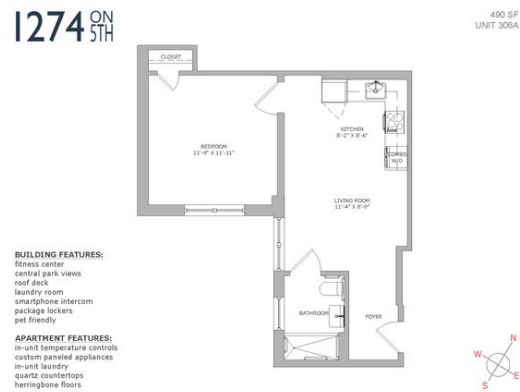 1274 ON 5TH
490 SF
UNIT 306A
CLOSET
BEDROOM
11'-9" X 11'-11"
KITCHEN
8'-2" X 8'-6"
COMBO
W/D
LIVING ROOM
11'-4" X 8'-9"
BATHROOM
FOYER
BUILDING FEATURES:
fitness center
central park views
roof deck
laundry room
smartphone intercom
package lockers
pet friendly
APARTMENT FEATURES:
in-unit temperature controls
custom paneled appliances
in-unit laundry
quartz countertops
herringbone floors
N
W
E
S